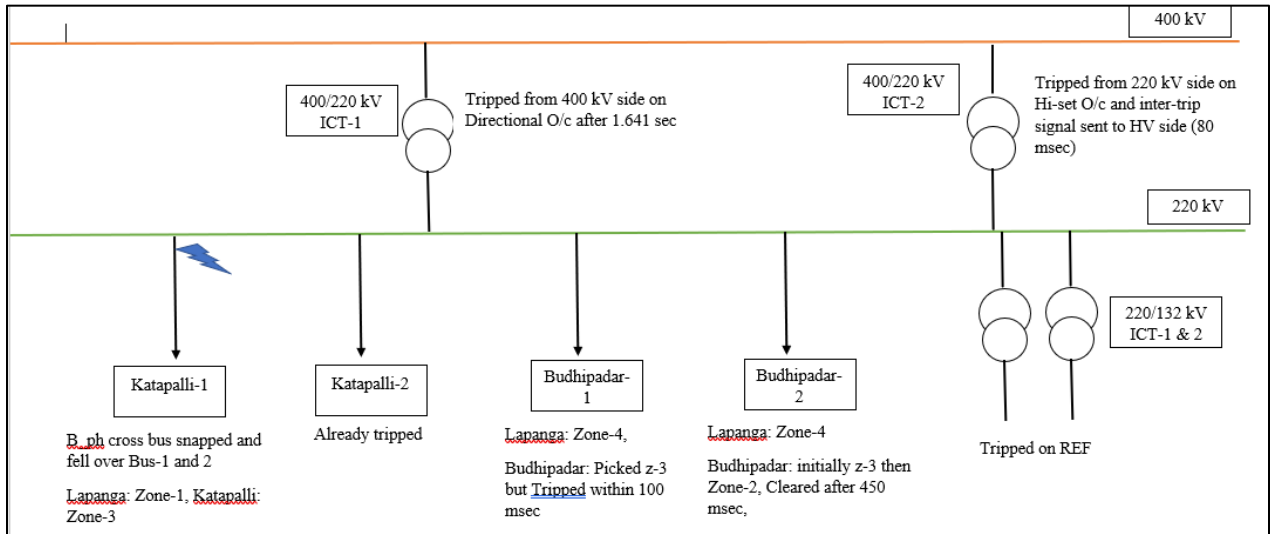 400 kV
400/220 kV
ICT-1
Tripped from 400 kV side on
Directional O/c after 1.641 sec
400/220 kV
ICT-2
Tripped from 220 kV side on
Hi-set O/c and inter-trip
signal sent to HV side (80
msec)
220 kV
Katapalli-1
B_ph cross bus snapped and
fell over Bus-1 and 2
Lapanga: Zone-1, Katapalli:
Zone-3
Katapalli-2
Already tripped
Budhipadar-
1
Lapanga: Zone-4,
Budhipadar: Picked z-3
but Tripped within 100
msec
Budhipadar-
2
Lapanga: Zone-4
Budhipadar: initially z-3 then
Zone-2, Cleared after 450
msec,
220/132 kV
ICT-1 & 2
Tripped on REF